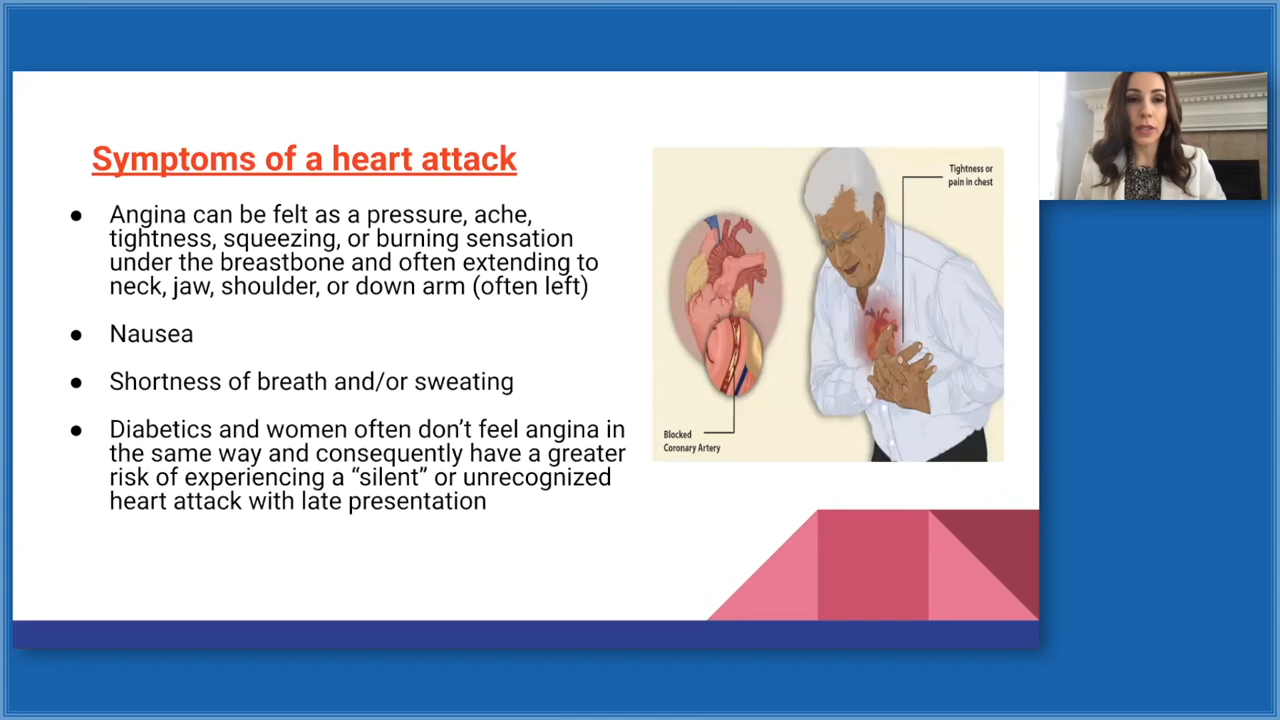 Symptoms of a heart attack
● Angina can be felt as a pressure, ache,
tightness, squeezing, or burning sensation
under the breastbone and often extending to
neck, jaw, shoulder, or down arm (often left)
● Nausea
● Shortness of breath and/or sweating
● Diabetics and women often don’t feel angina in
the same way and consequently have a greater
risk of experiencing a “silent” or unrecognized
heart attack with late presentation
Tightness or
pain in chest
Blocked
Coronary Artery